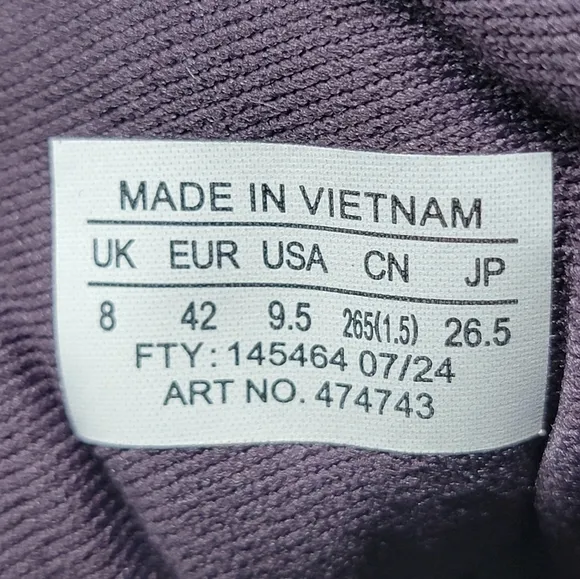 MADE IN VIETNAM
UK EUR USA CN JP
8 42 9.5 265(1.5) 26.5
FTY: 145464 07/24
ART NO. 474743